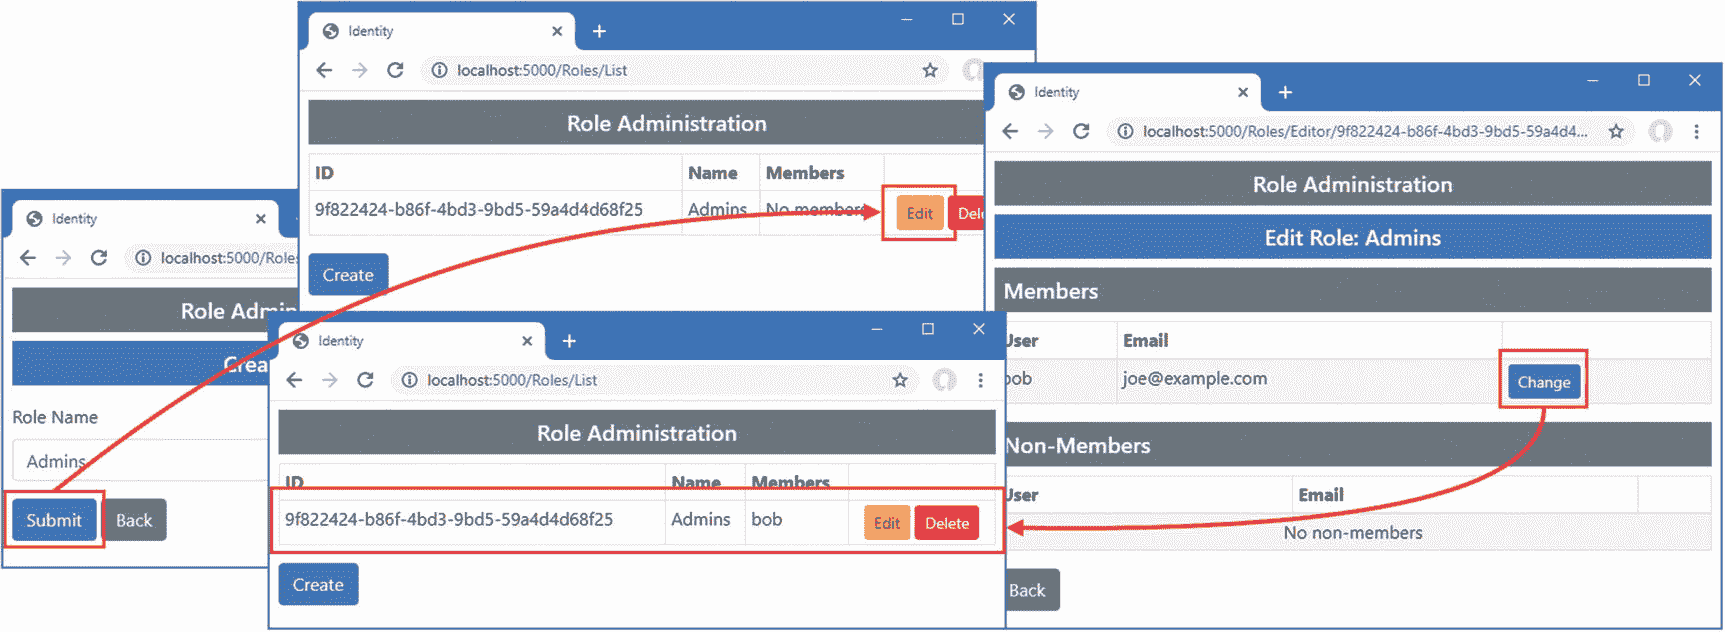 Identity
localhost:5000/Roles/List
Role Administration
ID Name Members
9f822424-b86f-4bd3-9bd5-59a4d4d68f25 Admins No members Edit Dele
Create
Identity
localhost:5000/Roles/Editor/9f822424-b86f-4bd3-9bd5-59a4d4...
Role Administration
Edit Role: Admins
Members
User Email
bob joe@example.com Change
Non-Members
User Email
No non-members
Back
Identity
localhost:5000/Roles
Role Admin
Crea
Role Name
Admins
Submit Back
Identity
localhost:5000/Roles/List
Role Administration
ID Name Members
9f822424-b86f-4bd3-9bd5-59a4d4d68f25 Admins bob Edit Delete
Create